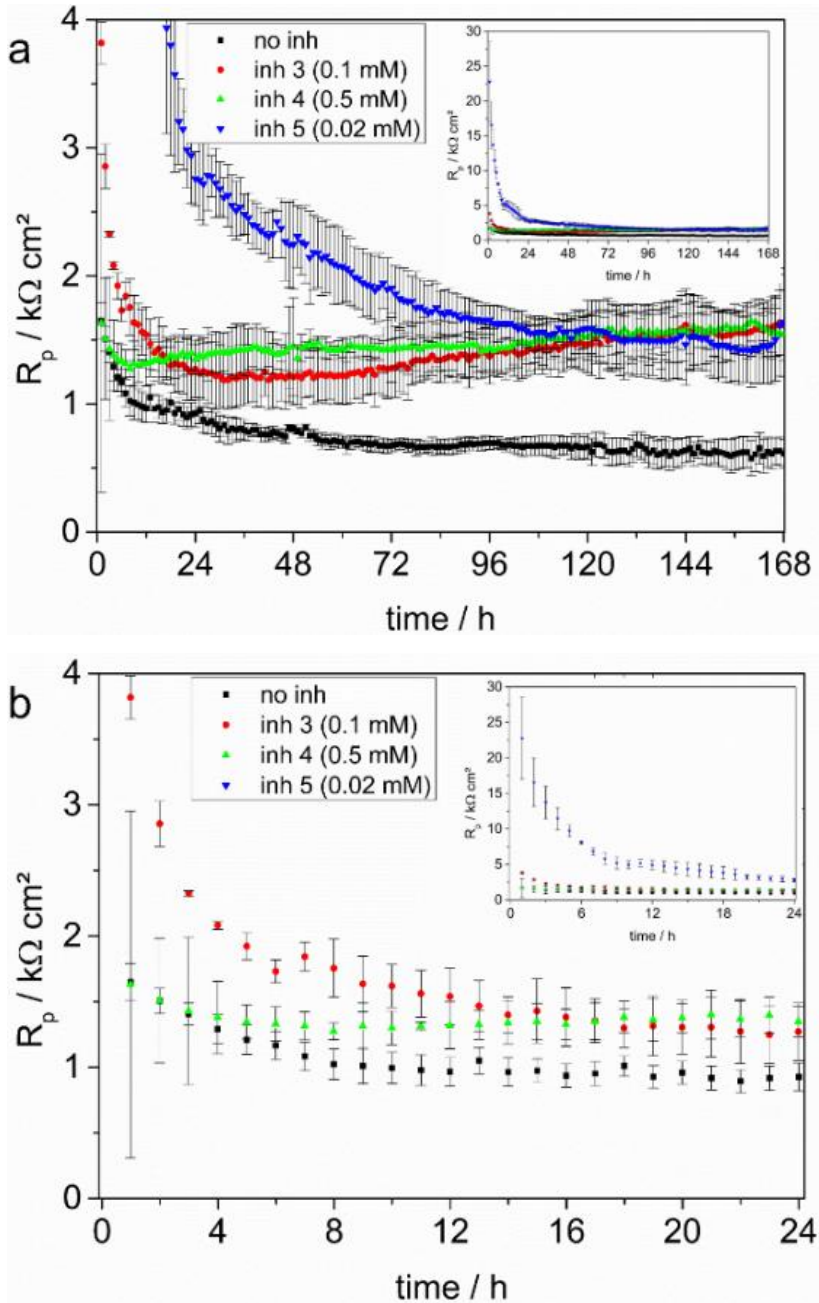 a
4
3
2
1
0
R_p / kΩ cm²
no inh
inh 3 (0.1 mM)
inh 4 (0.5 mM)
inh 5 (0.02 mM)
30
25
20
15
10
5
0
R_p / kΩ cm²
0 24 48 72 96 120 144 168
time / h
0 24 48 72 96 120 144 168
time / h
b
4
3
2
1
0
R_p / kΩ cm²
no inh
inh 3 (0.1 mM)
inh 4 (0.5 mM)
inh 5 (0.02 mM)
30
25
20
15
10
5
0
R_p / kΩ cm²
0 6 12 18 24
time / h
0 4 8 12 16 20 24
time / h